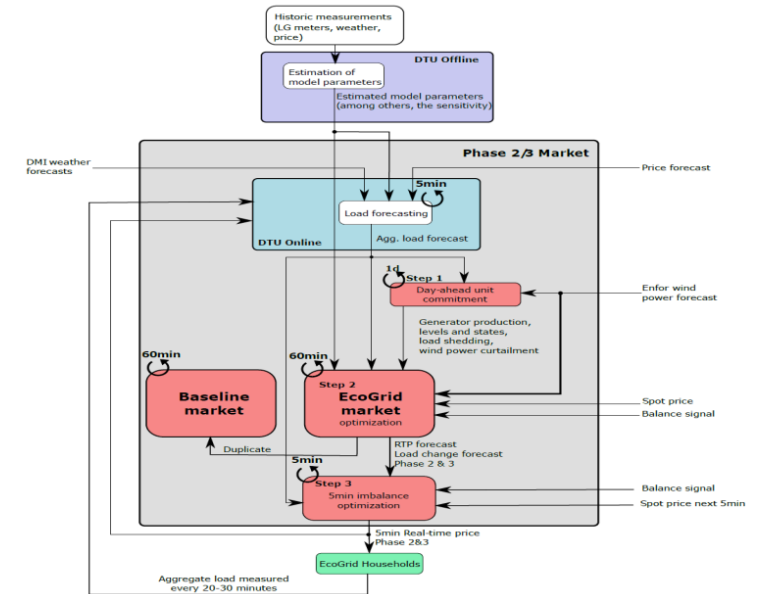 Historic measurements
(LG meters, weather,
price)
DTU Offline
Estimation of
model parameters
Estimated model parameters
(among others, the sensitivity)
Phase 2/3 Market
DMI weather
forecasts
Price forecast
5min
Load forecasting
DTU Online
Agg. load forecast
1d
Step 1
Day-ahead unit
commitment
Enfor wind
power forecast
Generator production,
levels and states,
load shedding,
wind power curtailment
60min
Baseline
market
60min
Step 2
EcoGrid
market
optimization
Spot price
Balance signal
Duplicate
RTP forecast
Load change forecast
Phase 2 & 3
5min
Step 3
5min imbalance
optimization
Balance signal
Spot price next 5min
5min Real-time price
Phase 2&3
EcoGrid Households
Aggregate load measured
every 20-30 minutes